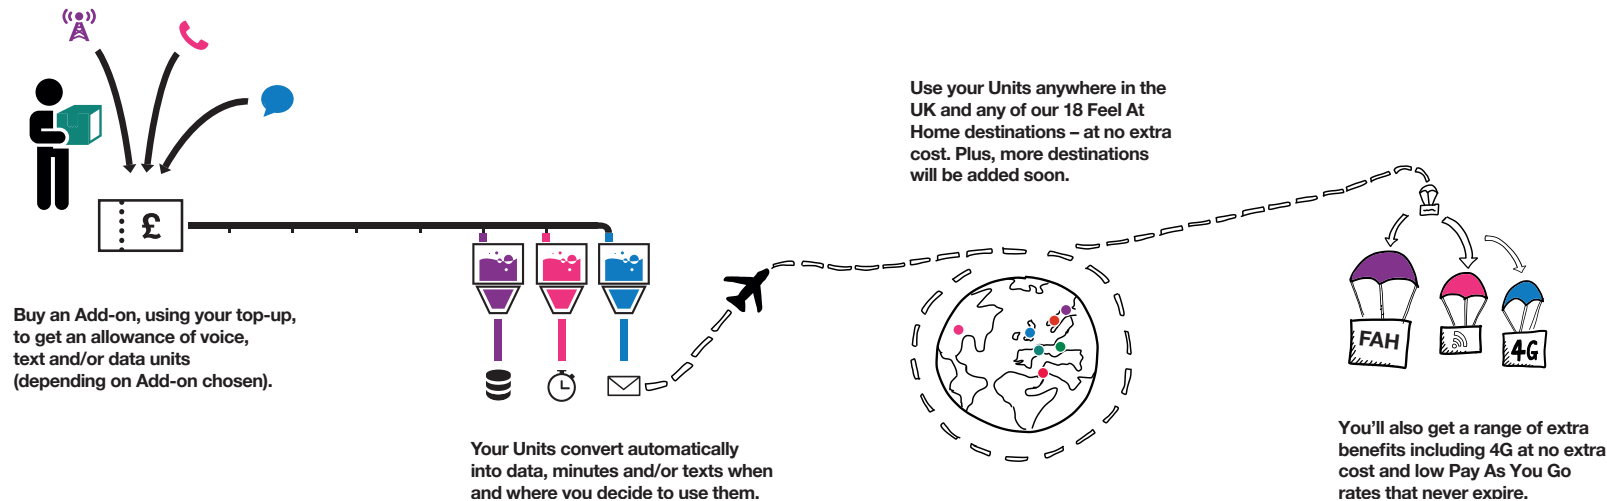 £
Buy an Add-on, using your top-up,
to get an allowance of voice,
text and/or data units
(depending on Add-on chosen).
Your Units convert automatically
into data, minutes and/or texts when
and where you decide to use them.
Use your Units anywhere in the
UK and any of our 18 Feel At
Home destinations – at no extra
cost. Plus, more destinations
will be added soon.
FAH
4G
You’ll also get a range of extra
benefits including 4G at no extra
cost and low Pay As You Go
rates that never expire.